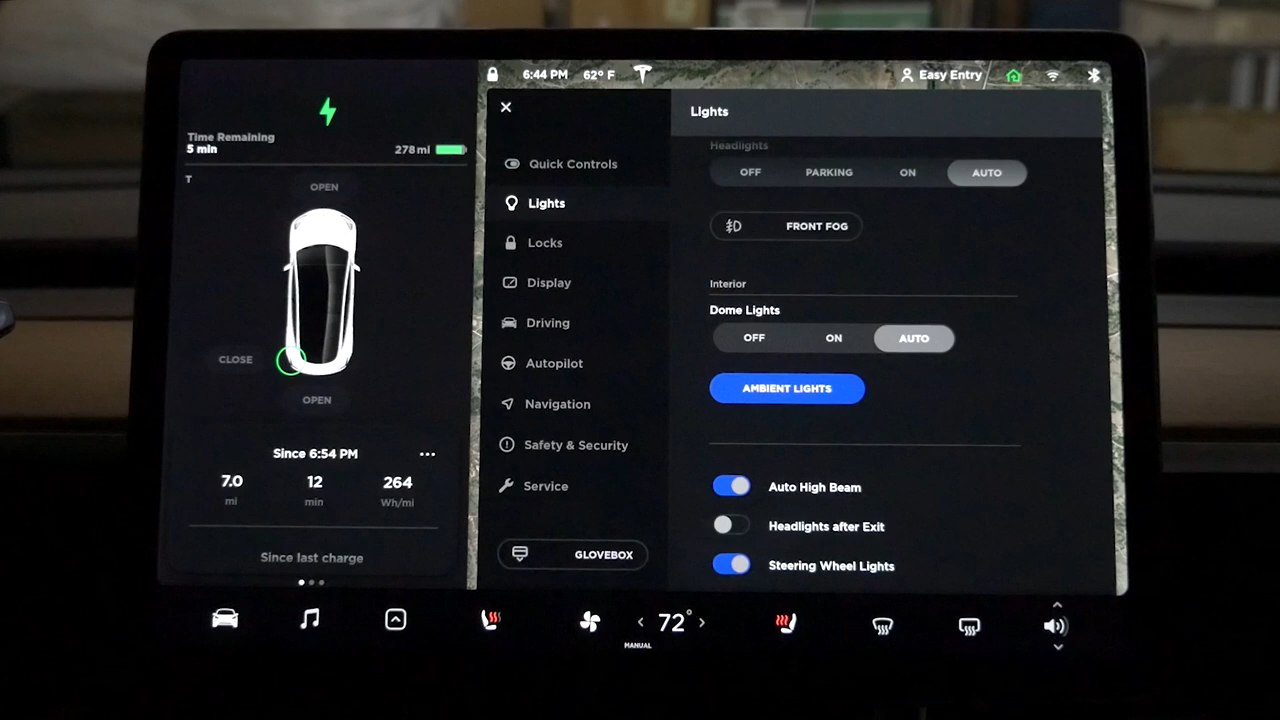 6:44 PM 62° F Easy Entry
Time Remaining
5 min
278 mi
T
OPEN
CLOSE
OPEN
Since 6:54 PM ...
7.0 12 264
mi min Wh/mi
Since last charge
Quick Controls
Lights
Locks
Display
Driving
Autopilot
Navigation
Safety & Security
Service
GLOVEBOX
Lights
Headlights
OFF PARKING ON AUTO
FRONT FOG
Interior
Dome Lights
OFF ON AUTO
AMBIENT LIGHTS
Auto High Beam
Headlights after Exit
Steering Wheel Lights
< 72° >
MANUAL